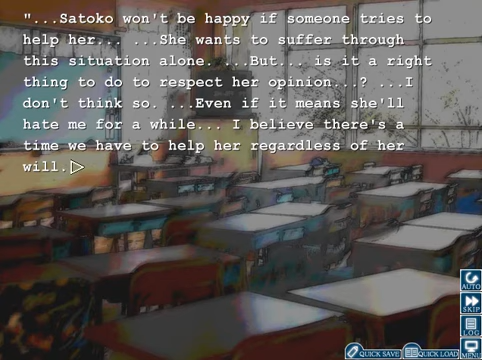 "...Satoko won't be happy if someone tries to
help her... ...She wants to suffer through
this situation alone. ...But... is it a right
thing to do to respect her opinion...? ...I
don't think so. ...Even if it means she'll
hate me for a while... I believe there's a
time we have to help her regardless of her
will.
AUTO
SKIP
LOG
QUICK SAVE QUICK LOAD MENU